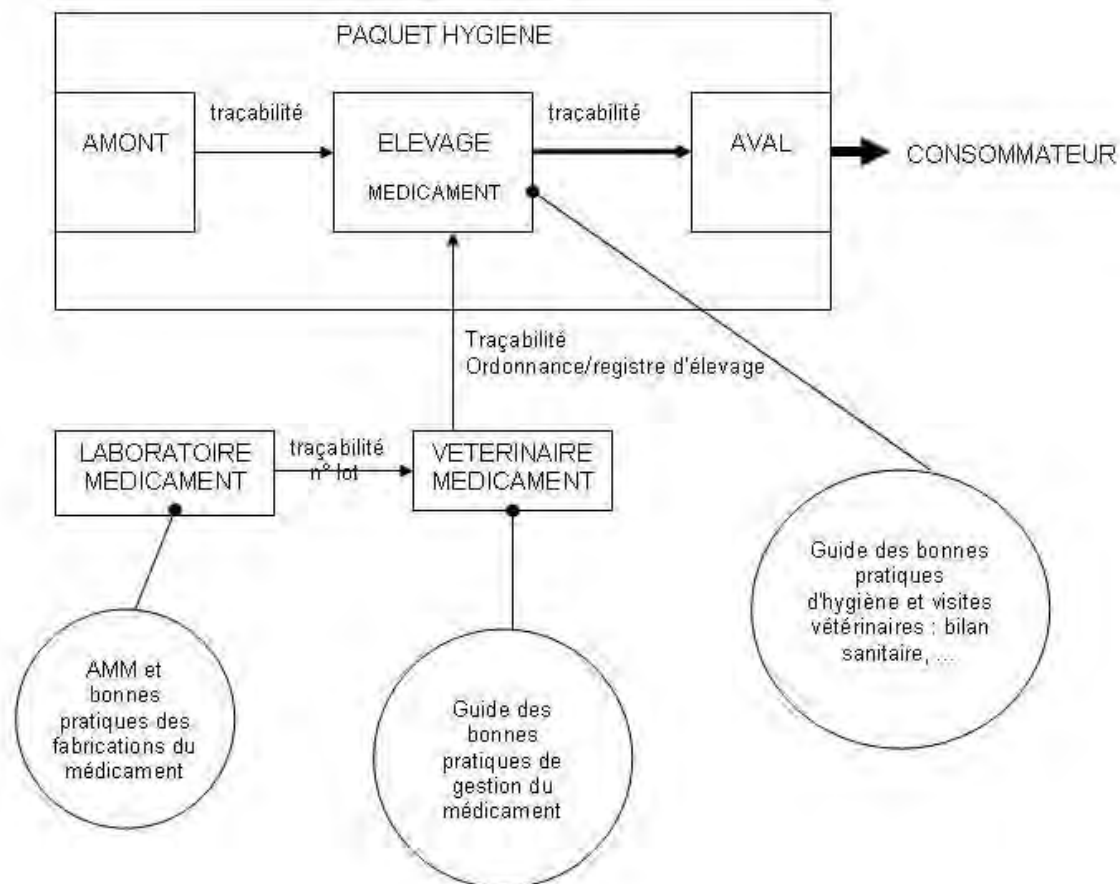 PAQUET HYGIENE
AMONT
traçabilité
ELEVAGE
MEDICAMENT
traçabilité
AVAL
CONSOMMATEUR
Traçabilité
Ordonnance/registre d'élevage
LABORATOIRE
MEDICAMENT
traçabilité
n° lot
VETERINAIRE
MEDICAMENT
Guide des bonnes
pratiques
d'hygiène et visites
vétérinaires : bilan
sanitaire, ...
AMM et
bonnes
pratiques des
fabrications du
médicament
Guide des
bonnes
pratiques de
gestion du
médicament